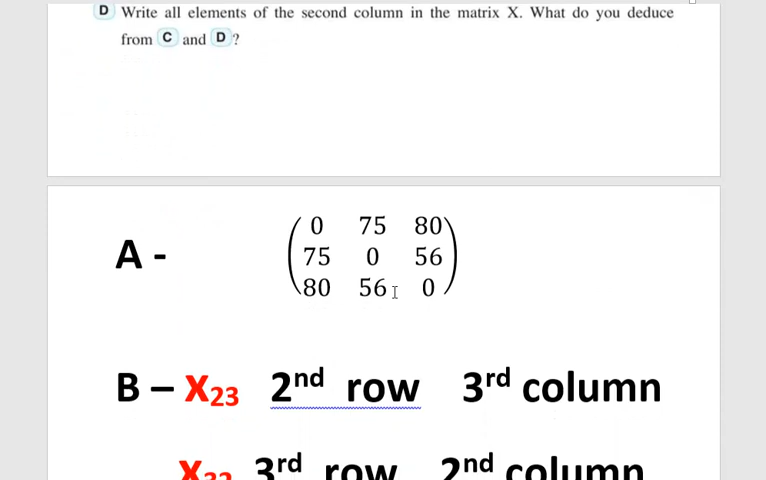 D Write all elements of the second column in the matrix X. What do you deduce
from C and D ?
A - ( 0 75 80
75 0 56
80 56 0 )
B – X23 2nd row 3rd column
X32 3rd row 2nd column